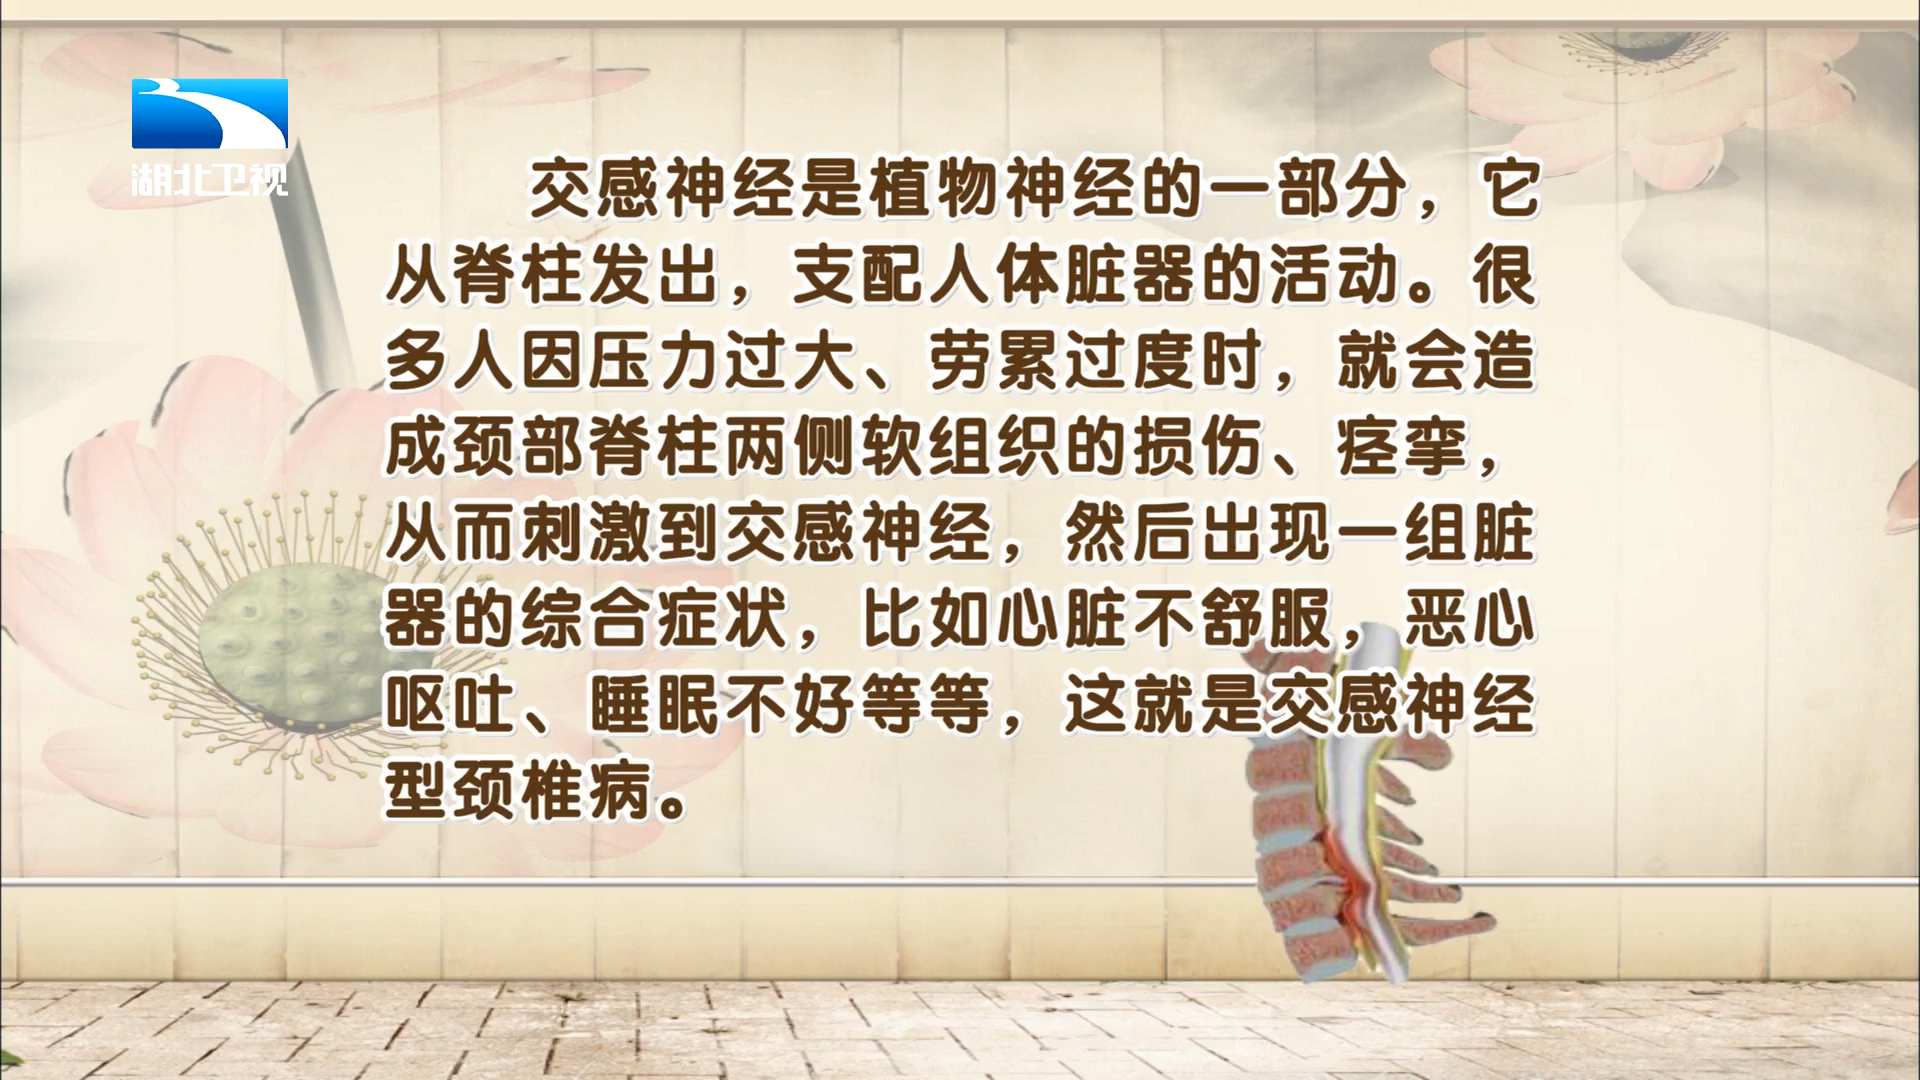 湖北卫视
交感神经是植物神经的一部分，它
从脊柱发出，支配人体脏器的活动。很
多人因压力过大、劳累过度时，就会造
成颈部脊柱两侧软组织的损伤、痉挛，
从而刺激到交感神经，然后出现一组脏
器的综合症状，比如心脏不舒服，恶心
呕吐、睡眠不好等等，这就是交感神经
型颈椎病。